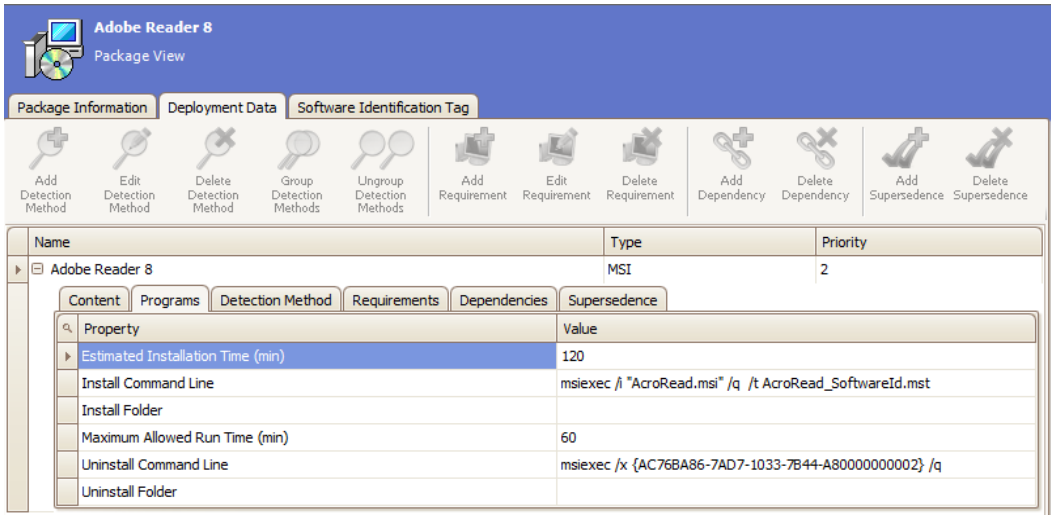 Adobe Reader 8
Package View
Package Information Deployment Data Software Identification Tag
Add Detection Method
Edit Detection Method
Delete Detection Method
Group Detection Methods
Ungroup Detection Methods
Add Requirement
Edit Requirement
Delete Requirement
Add Dependency
Delete Dependency
Add Supersedence
Delete Supersedence
Name Type Priority
Adobe Reader 8 MSI 2
Content Programs Detection Method Requirements Dependencies Supersedence
Property Value
Estimated Installation Time (min) 120
Install Command Line msiexec /i "AcroRead.msi" /q /t AcroRead_SoftwareId.mst
Install Folder
Maximum Allowed Run Time (min) 60
Uninstall Command Line msiexec /x {AC76BA86-7AD7-1033-7B44-A80000000002} /q
Uninstall Folder